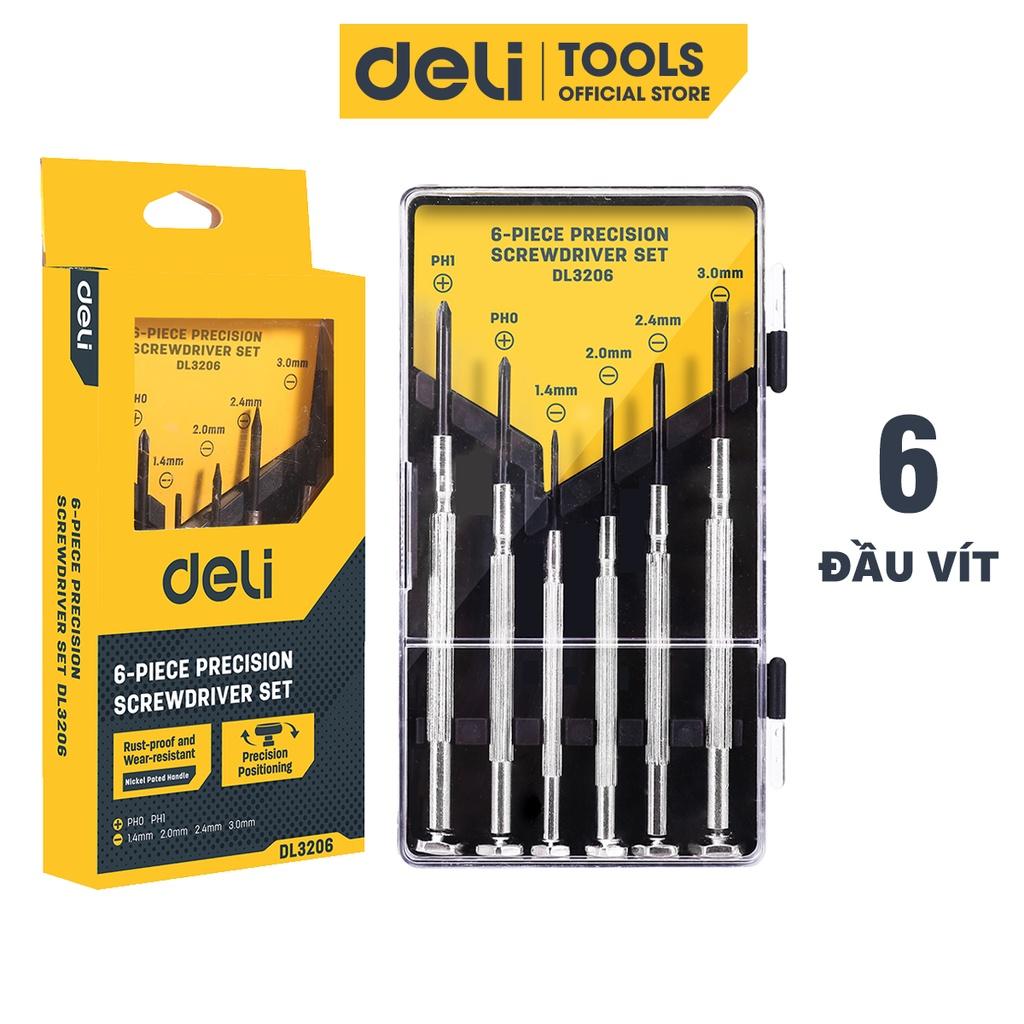 deli TOOLS
OFFICIAL STORE
deli
6-PIECE PRECISION
SCREWDRIVER SET
DL3206
3.0mm
2.4mm
2.0mm
1.4mm
deli
6-PIECE PRECISION
SCREWDRIVER SET DL3206
6-PIECE PRECISION
SCREWDRIVER SET
Rust-proof and
Wear-resistant
Nickel Pated Handle
Precision
Positioning
PH0 PH1
1.4mm 2.0mm 2.4mm 3.0mm
DL3206
6-PIECE PRECISION
SCREWDRIVER SET
DL3206
PH1
PH0
1.4mm
2.0mm
2.4mm
3.0mm
6
ĐẦU VÍT